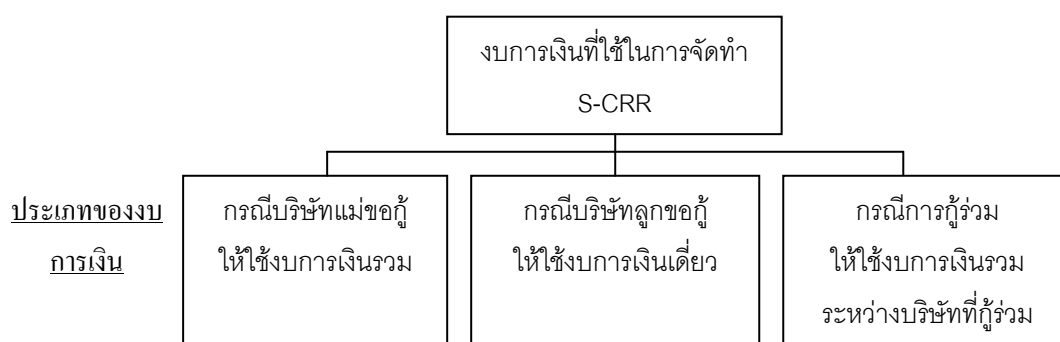 งบการเงินที่ใช้ในการจัดทำ
S-CRR
ประเภทของงบ
การเงิน
กรณีบริษัทแม่ขอกู้
ให้ใช้งบการเงินรวม
กรณีบริษัทลูกขอกู้
ให้ใช้งบการเงินเดี่ยว
กรณีการกู้ร่วม
ให้ใช้งบการเงินรวม
ระหว่างบริษัทที่กู้ร่วม